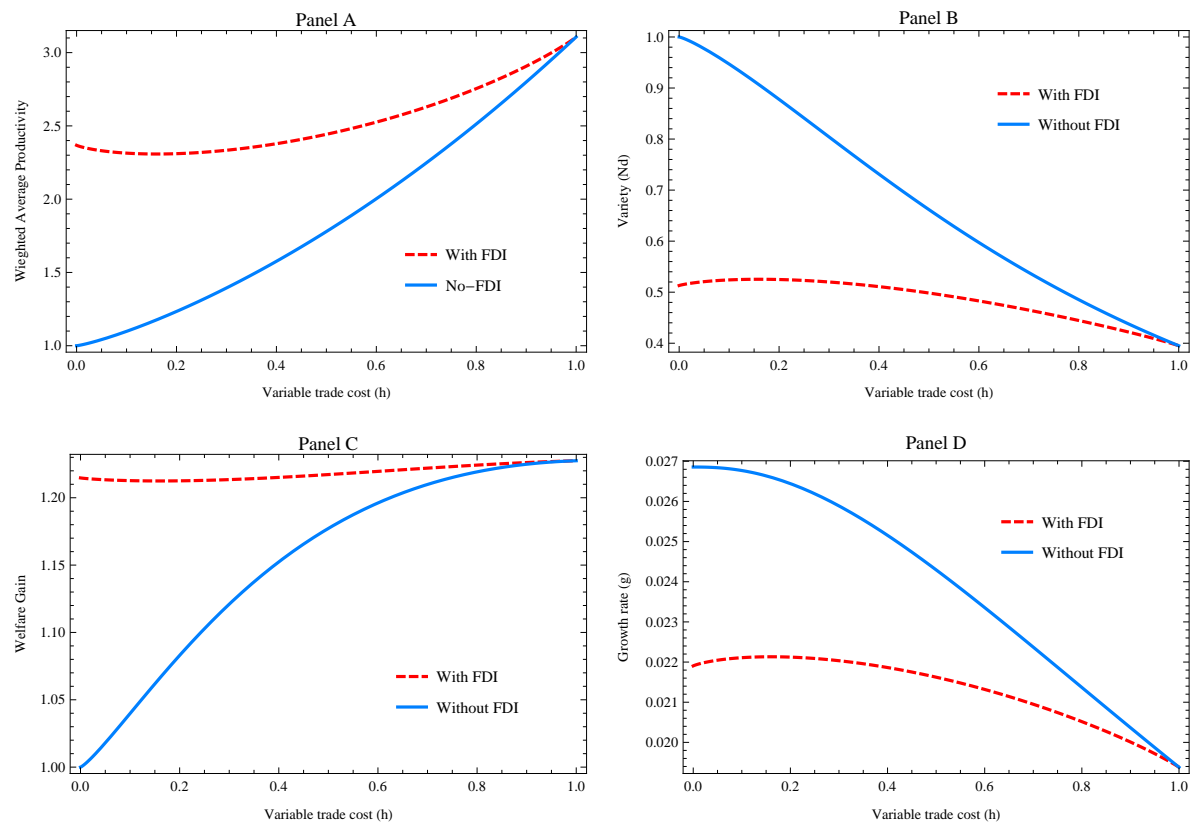 Panel A
3.0
2.5
2.0
1.5
1.0
0.0 0.2 0.4 0.6 0.8 1.0
Wieghted Average Productivity
Variable trade cost (h)
With FDI
No-FDI
Panel B
1.0
0.9
0.8
0.7
0.6
0.5
0.4
0.0 0.2 0.4 0.6 0.8 1.0
Variety (Nd)
Variable trade cost (h)
With FDI
Without FDI
Panel C
1.20
1.15
1.10
1.05
1.00
0.0 0.2 0.4 0.6 0.8 1.0
Welfare Gain
Variable trade cost (h)
With FDI
Without FDI
Panel D
0.027
0.026
0.025
0.024
0.023
0.022
0.021
0.020
0.0 0.2 0.4 0.6 0.8 1.0
Growth rate (g)
Variable trade cost (h)
With FDI
Without FDI